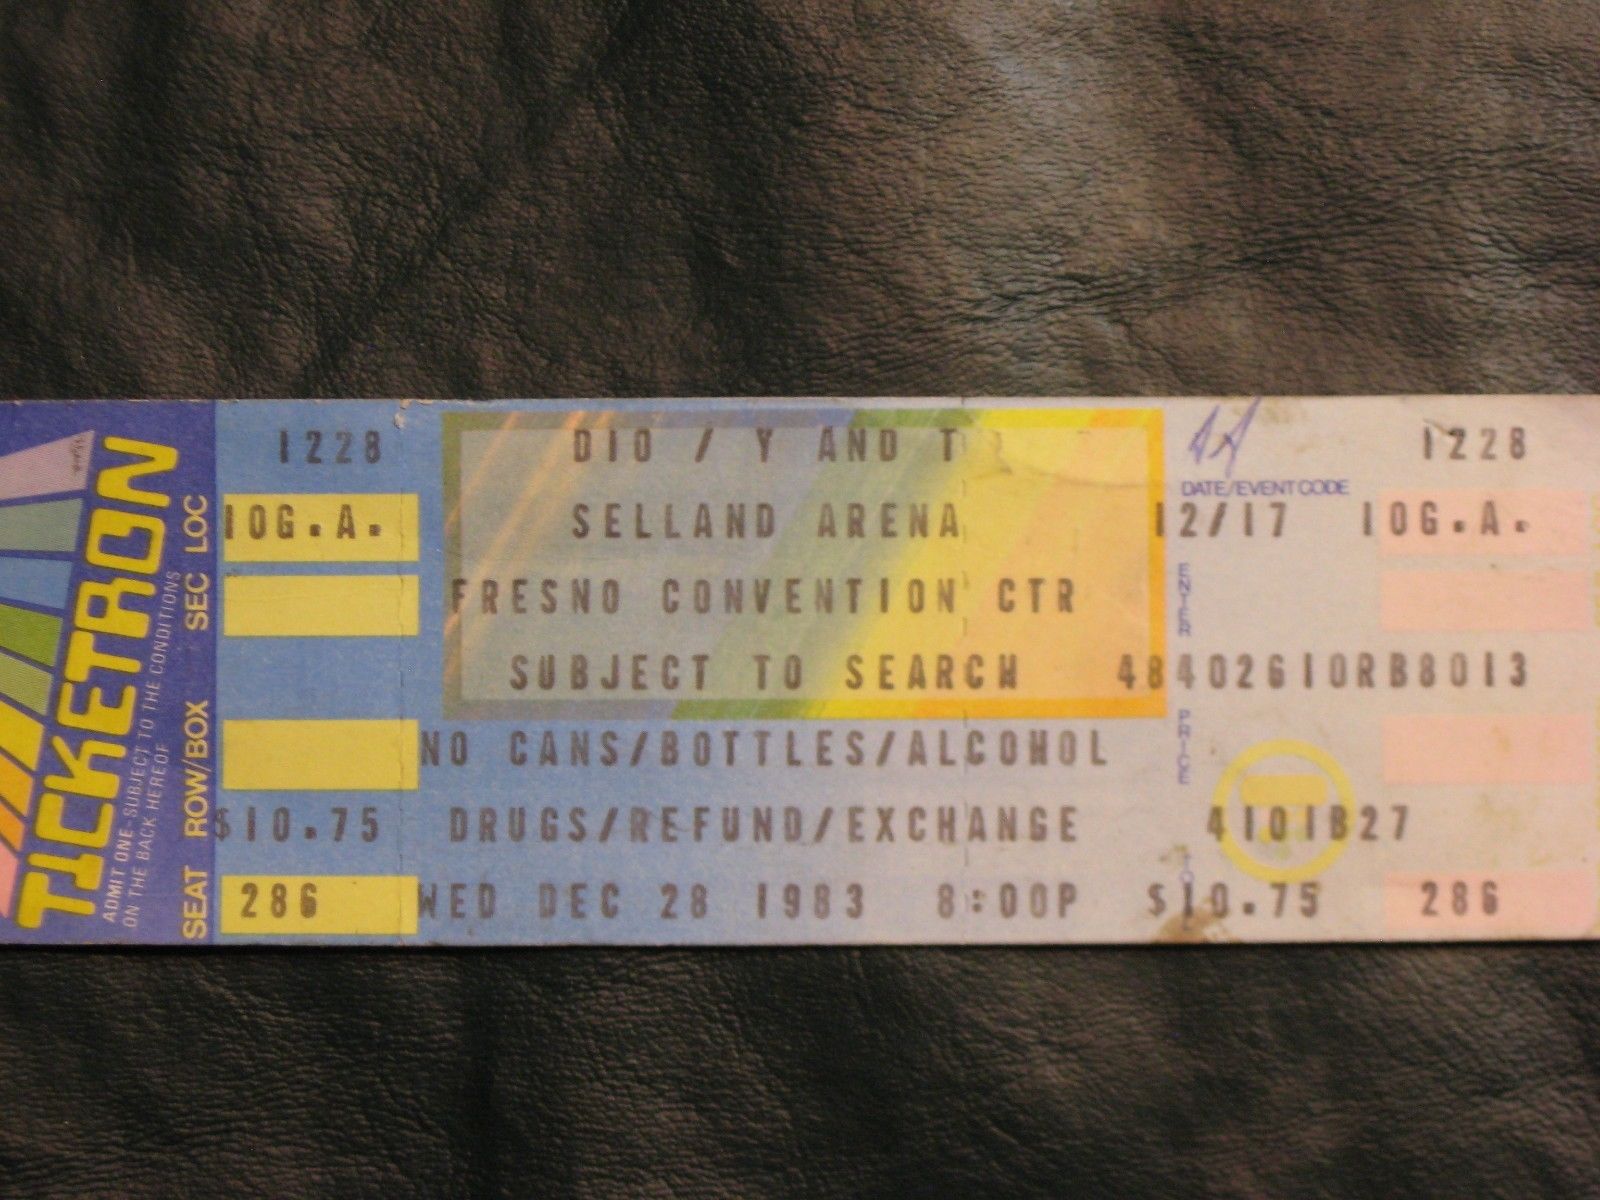 TICKETRON
ADMIT ONE-SUBJECT TO THE CONDITIONS
ON THE BACK HEREOF
SEAT ROW/BOX SEC LOC
1228 DIO / Y AND T 1228
DATE/EVENT CODE
10G.A. SELLAND ARENA 12/17 10G.A.
ENTER
FRESNO CONVENTION CTR
SUBJECT TO SEARCH 48402610RB8013
PRICE
NO CANS/BOTTLES/ALCOHOL
$10.75 DRUGS/REFUND/EXCHANGE 4101B27
286 WED DEC 28 1983 8:00P $10.75 286